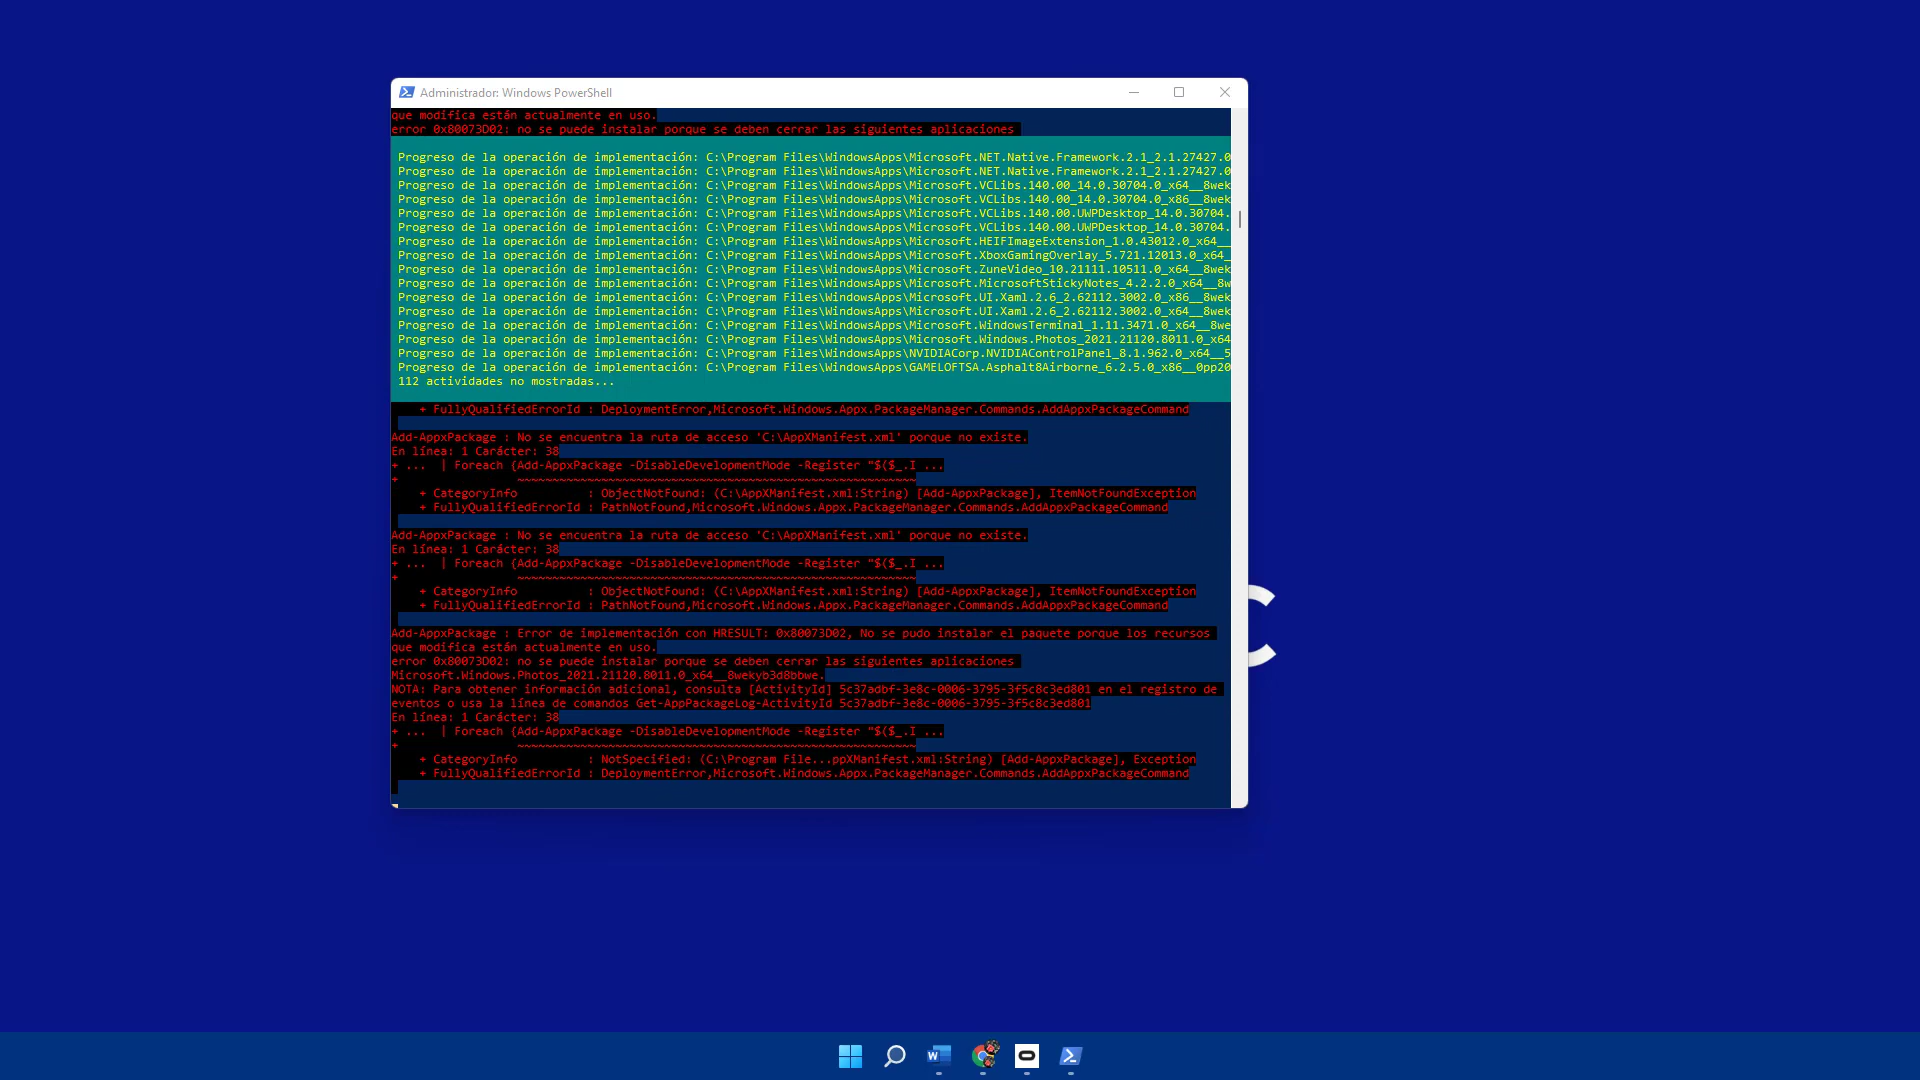 Administrador: Windows PowerShell
que modifica están actualmente en uso.
error 0x80073D02: no se puede instalar porque se deben cerrar las siguientes aplicaciones
Progreso de la operación de implementación: C:\Program Files\WindowsApps\Microsoft.NET.Native.Framework.2.1_2.1.27427.0
Progreso de la operación de implementación: C:\Program Files\WindowsApps\Microsoft.NET.Native.Framework.2.1_2.1.27427.0
Progreso de la operación de implementación: C:\Program Files\WindowsApps\Microsoft.VCLibs.140.00_14.0.30704.0_x64__8wek
Progreso de la operación de implementación: C:\Program Files\WindowsApps\Microsoft.VCLibs.140.00_14.0.30704.0_x86__8wek
Progreso de la operación de implementación: C:\Program Files\WindowsApps\Microsoft.VCLibs.140.00.UWPDesktop_14.0.30704.
Progreso de la operación de implementación: C:\Program Files\WindowsApps\Microsoft.VCLibs.140.00.UWPDesktop_14.0.30704.
Progreso de la operación de implementación: C:\Program Files\WindowsApps\Microsoft.HEIFImageExtension_1.0.43012.0_x64__
Progreso de la operación de implementación: C:\Program Files\WindowsApps\Microsoft.XboxGamingOverlay_5.721.12013.0_x64_
Progreso de la operación de implementación: C:\Program Files\WindowsApps\Microsoft.ZuneVideo_10.21111.10511.0_x64__8wek
Progreso de la operación de implementación: C:\Program Files\WindowsApps\Microsoft.MicrosoftStickyNotes_4.2.2.0_x64__8w
Progreso de la operación de implementación: C:\Program Files\WindowsApps\Microsoft.UI.Xaml.2.6_2.62112.3002.0_x86__8wek
Progreso de la operación de implementación: C:\Program Files\WindowsApps\Microsoft.UI.Xaml.2.6_2.62112.3002.0_x64__8wek
Progreso de la operación de implementación: C:\Program Files\WindowsApps\Microsoft.WindowsTerminal_1.11.3471.0_x64__8we
Progreso de la operación de implementación: C:\Program Files\WindowsApps\Microsoft.Windows.Photos_2021.21120.8011.0_x64
Progreso de la operación de implementación: C:\Program Files\WindowsApps\NVIDIACorp.NVIDIAControlPanel_8.1.962.0_x64__5
Progreso de la operación de implementación: C:\Program Files\WindowsApps\GAMELOFTSA.Asphalt8Airborne_6.2.5.0_x86__0pp20
112 actividades no mostradas...
+ FullyQualifiedErrorId : DeploymentError,Microsoft.Windows.Appx.PackageManager.Commands.AddAppxPackageCommand
Add-AppxPackage : No se encuentra la ruta de acceso 'C:\AppXManifest.xml' porque no existe.
En línea: 1 Carácter: 38
+ ...  | Foreach {Add-AppxPackage -DisableDevelopmentMode -Register "$($_.I ...
+                 ~~~~~~~~~~~~~~~~~~~~~~~~~~~~~~~~~~~~~~~~~~~~~~~~~~~~~~~~~
+ CategoryInfo          : ObjectNotFound: (C:\AppXManifest.xml:String) [Add-AppxPackage], ItemNotFoundException
+ FullyQualifiedErrorId : PathNotFound,Microsoft.Windows.Appx.PackageManager.Commands.AddAppxPackageCommand
Add-AppxPackage : No se encuentra la ruta de acceso 'C:\AppXManifest.xml' porque no existe.
En línea: 1 Carácter: 38
+ ...  | Foreach {Add-AppxPackage -DisableDevelopmentMode -Register "$($_.I ...
+                 ~~~~~~~~~~~~~~~~~~~~~~~~~~~~~~~~~~~~~~~~~~~~~~~~~~~~~~~~~
+ CategoryInfo          : ObjectNotFound: (C:\AppXManifest.xml:String) [Add-AppxPackage], ItemNotFoundException
+ FullyQualifiedErrorId : PathNotFound,Microsoft.Windows.Appx.PackageManager.Commands.AddAppxPackageCommand
Add-AppxPackage : Error de implementación con HRESULT: 0x80073D02, No se pudo instalar el paquete porque los recursos
que modifica están actualmente en uso.
error 0x80073D02: no se puede instalar porque se deben cerrar las siguientes aplicaciones
Microsoft.Windows.Photos_2021.21120.8011.0_x64__8wekyb3d8bbwe.
NOTA: Para obtener información adicional, consulta [ActivityId] 5c37adbf-3e8c-0006-3795-3f5c8c3ed801 en el registro de
eventos o usa la línea de comandos Get-AppPackageLog-ActivityId 5c37adbf-3e8c-0006-3795-3f5c8c3ed801
En línea: 1 Carácter: 38
+ ...  | Foreach {Add-AppxPackage -DisableDevelopmentMode -Register "$($_.I ...
+                 ~~~~~~~~~~~~~~~~~~~~~~~~~~~~~~~~~~~~~~~~~~~~~~~~~~~~~~~~~
+ CategoryInfo          : NotSpecified: (C:\Program File...ppXManifest.xml:String) [Add-AppxPackage], Exception
+ FullyQualifiedErrorId : DeploymentError,Microsoft.Windows.Appx.PackageManager.Commands.AddAppxPackageCommand